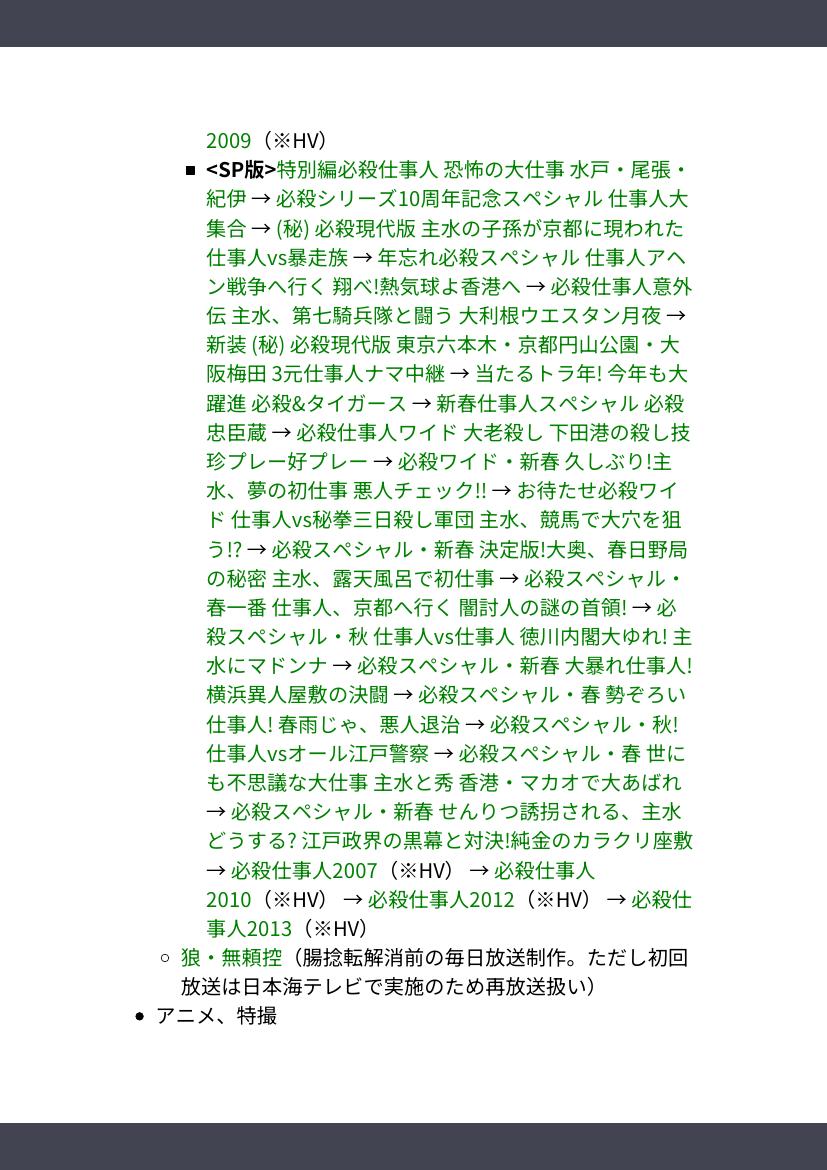 2009（※HV）
<SP版>特別編必殺仕事人 恐怖の大仕事 水戸・尾張・
紀伊 → 必殺シリーズ10周年記念スペシャル 仕事人大
集合 → (秘) 必殺現代版 主水の子孫が京都に現われた
仕事人vs暴走族 → 年忘れ必殺スペシャル 仕事人アヘ
ン戦争へ行く 翔べ!熱気球よ香港へ → 必殺仕事人意外
伝 主水、第七騎兵隊と闘う 大利根ウエスタン月夜 →
新装 (秘) 必殺現代版 東京六本木・京都円山公園・大
阪梅田 3元仕事人ナマ中継 → 当たるトラ年! 今年も大
躍進 必殺&タイガース → 新春仕事人スペシャル 必殺
忠臣蔵 → 必殺仕事人ワイド 大老殺し 下田港の殺し技
珍プレー好プレー → 必殺ワイド・新春 久しぶり!主
水、夢の初仕事 悪人チェック!! → お待たせ必殺ワイ
ド 仕事人vs秘拳三日殺し軍団 主水、競馬で大穴を狙
う!? → 必殺スペシャル・新春 決定版!大奥、春日野局
の秘密 主水、露天風呂で初仕事 → 必殺スペシャル・
春一番 仕事人、京都へ行く 闇討人の謎の首領! → 必
殺スペシャル・秋 仕事人vs仕事人 徳川内閣大ゆれ! 主
水にマドンナ → 必殺スペシャル・新春 大暴れ仕事人!
横浜異人屋敷の決闘 → 必殺スペシャル・春 勢ぞろい
仕事人! 春雨じゃ、悪人退治 → 必殺スペシャル・秋!
仕事人vsオール江戸警察 → 必殺スペシャル・春 世に
も不思議な大仕事 主水と秀 香港・マカオで大あばれ
→ 必殺スペシャル・新春 せんりつ誘拐される、主水
どうする? 江戸政界の黒幕と対決!純金のカラクリ座敷
→ 必殺仕事人2007（※HV） → 必殺仕事人
2010（※HV） → 必殺仕事人2012（※HV） → 必殺仕
事人2013（※HV）
狼・無頼控（腸捻転解消前の毎日放送制作。ただし初回
放送は日本海テレビで実施のため再放送扱い）
アニメ、特撮